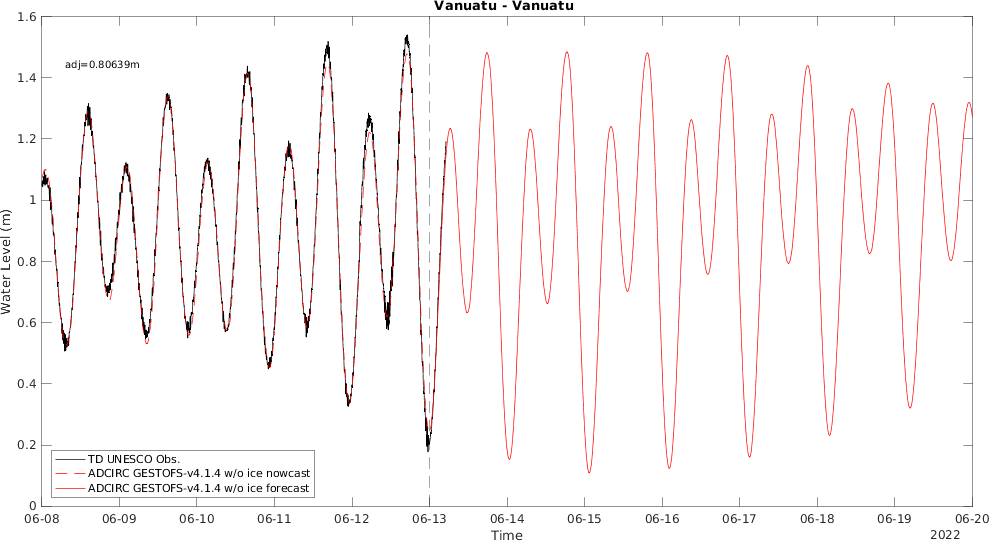 Vanuatu - Vanuatu
1.6
1.4
1.2
1
0.8
0.6
0.4
0.2
0
Water Level (m)
adj=0.80639m
TD UNESCO Obs.
ADCIRC GESTOFS-v4.1.4 w/o ice nowcast
ADCIRC GESTOFS-v4.1.4 w/o ice forecast
06-08 06-09 06-10 06-11 06-12 06-13 06-14 06-15 06-16 06-17 06-18 06-19 06-20
Time
2022